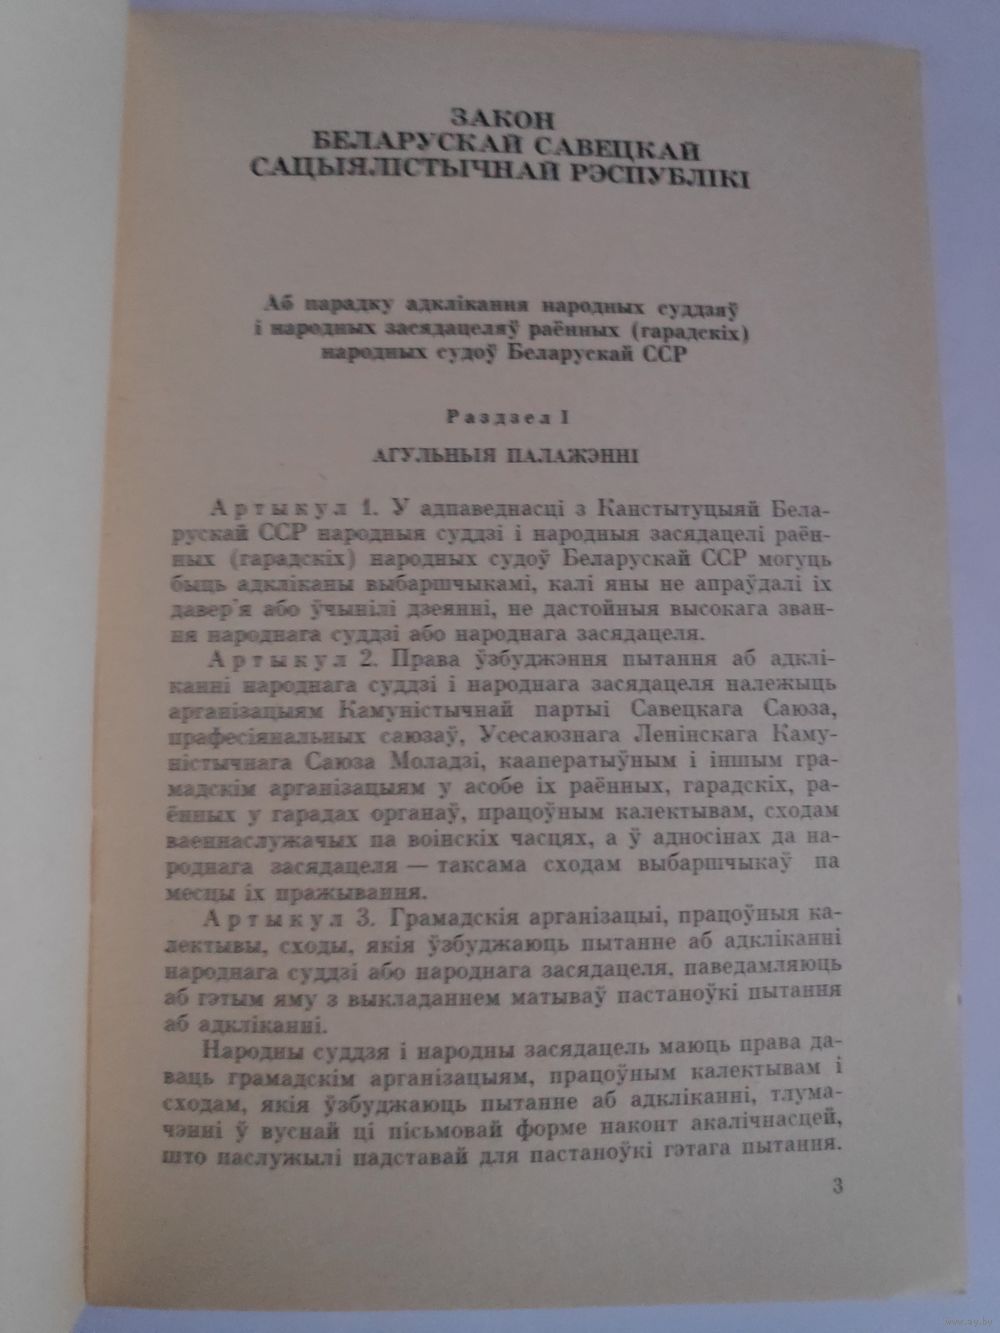 ЗАКОН
БЕЛАРУСКАЙ САВЕЦКАЙ
САЦЫЯЛІСТЫЧНАЙ РЭСПУБЛІКІ
Аб парадку адклікання народных суддзяў
і народных засядацеляў раённых (гарадскіх)
народных судоў Беларускай ССР
Раздзел I
АГУЛЬНЫЯ ПАЛАЖЭННІ
Артыкул 1. У адпаведнасці з Канстытуцыяй Бела-
рускай ССР народныя суддзі і народныя засядацелі раён-
ных (гарадскіх) народных судоў Беларускай ССР могуць
быць адкліканы выбаршчыкамі, калі яны не апраўдалі іх
давер'я або ўчынілі дзеянні, не дастойныя высокага зван-
ня народнага суддзі або народнага засядацеля.
Артыкул 2. Права ўзбуджэння пытання аб адклі-
канні народнага суддзі і народнага засядацеля належыць
арганізацыям Камуністычнай партыі Савецкага Саюза,
прафесіянальных саюзаў, Усесаюзнага Ленінскага Каму-
ністычнага Саюза Моладзі, кааператыўным і іншым гра-
мадскім арганізацыям у асобе іх раённых, гарадскіх, ра-
ённых у гарадах органаў, працоўным калектывам, сходам
ваеннаслужачых па воінскіх часцях, а ў адносінах да на-
роднага засядацеля — таксама сходам выбаршчыкаў па
месцы іх пражывання.
Артыкул 3. Грамадскія арганізацыі, працоўныя ка-
лектывы, сходы, якія ўзбуджаюць пытанне аб адкліканні
народнага суддзі або народнага засядацеля, паведамляюць
аб гэтым яму з выкладаннем матываў пастаноўкі пытання
аб адкліканні.
Народны суддзя і народны засядацель маюць права да-
ваць грамадскім арганізацыям, працоўным калектывам і
сходам, якія ўзбуджаюць пытанне аб адкліканні, тлума-
чэнні ў вуснай ці пісьмовай форме наконт акалічнасцей,
што паслужылі падставай для пастаноўкі гэтага пытання.
3
www.ay.by